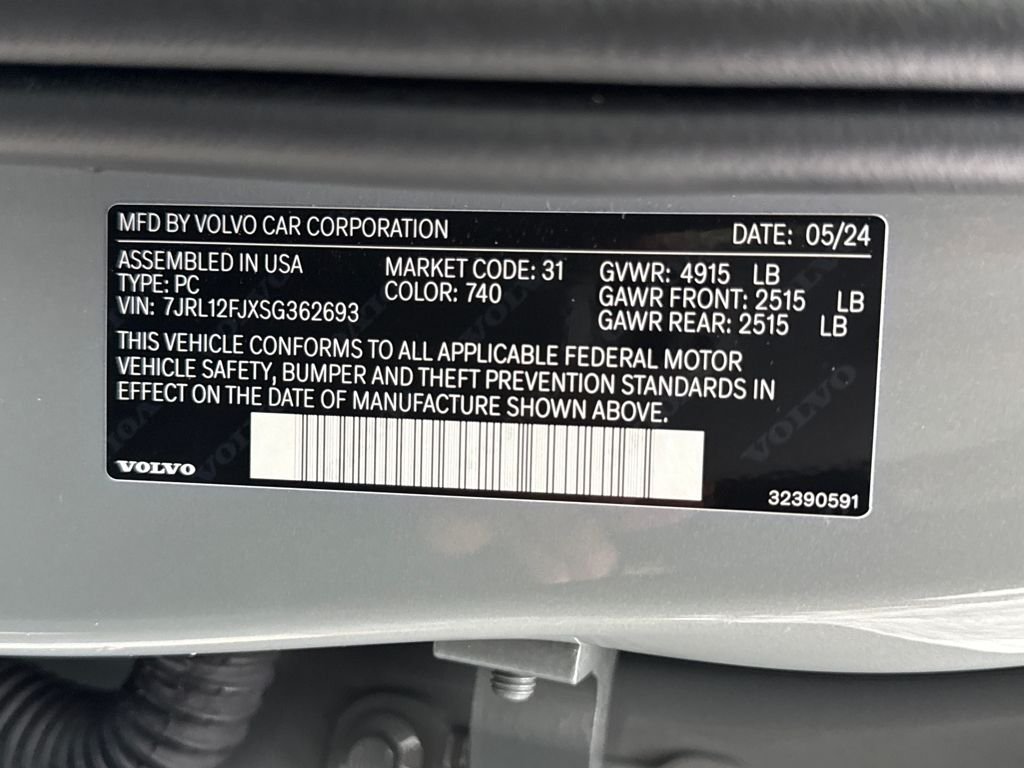 MFD BY VOLVO CAR CORPORATION DATE: 05/24
ASSEMBLED IN USA MARKET CODE: 31 GVWR: 4915 LB
TYPE: PC COLOR: 740 GAWR FRONT: 2515 LB
VIN: 7JRL12FJXSG362693 GAWR REAR: 2515 LB
THIS VEHICLE CONFORMS TO ALL APPLICABLE FEDERAL MOTOR
VEHICLE SAFETY, BUMPER AND THEFT PREVENTION STANDARDS IN
EFFECT ON THE DATE OF MANUFACTURE SHOWN ABOVE.
VOLVO 32390591